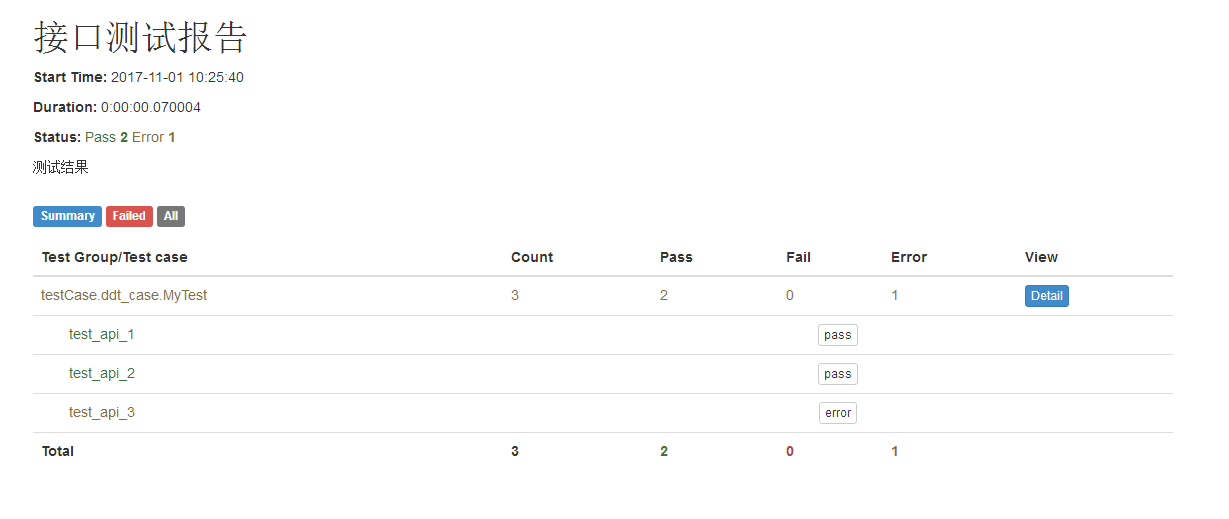 接口测试报告
Start Time: 2017-11-01 10:25:40
Duration: 0:00:00.070004
Status: Pass 2 Error 1
测试结果
Summary Failed All
Test Group/Test case Count Pass Fail Error View
testCase.ddt_case.MyTest 3 2 0 1 Detail
test_api_1 pass
test_api_2 pass
test_api_3 error
Total 3 2 0 1